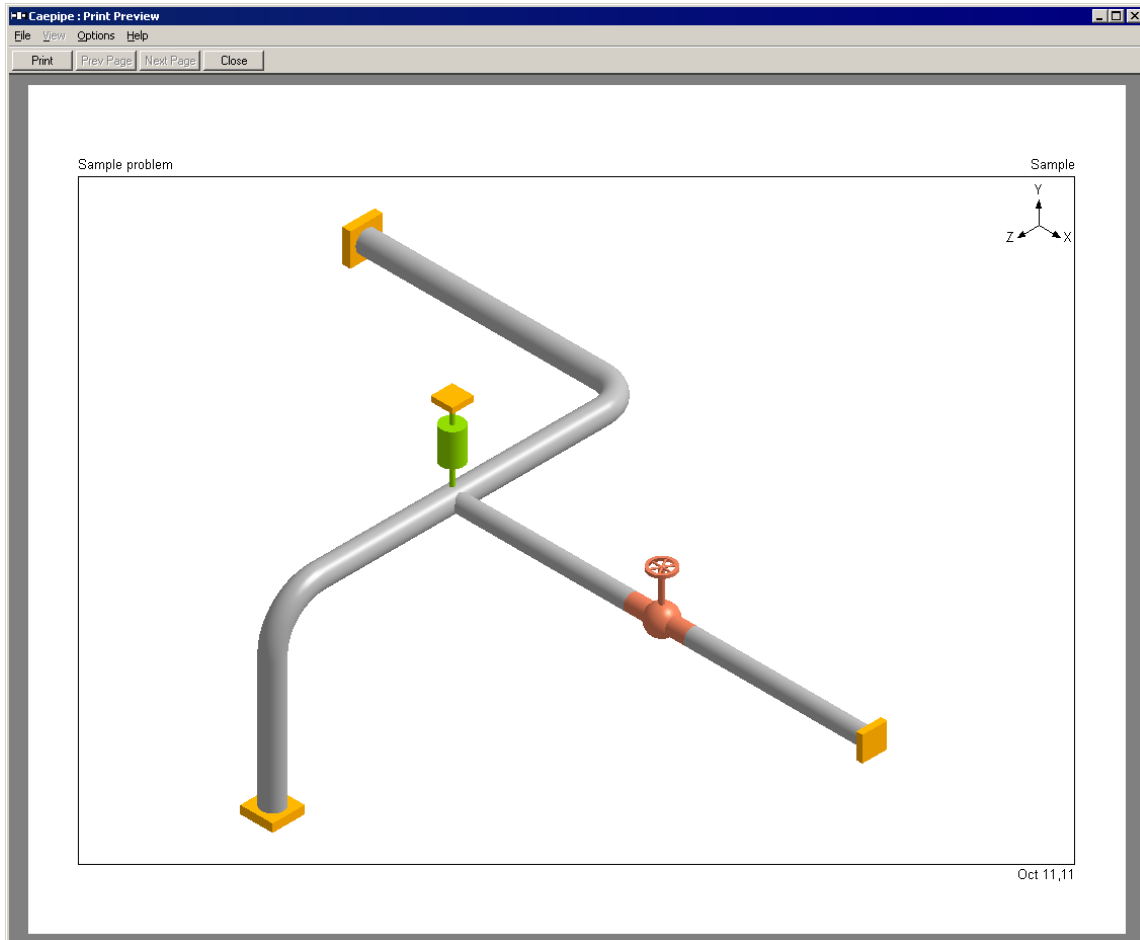 Caepipe : Print Preview
File View Options Help
Print Prev Page Next Page Close
Sample problem Sample
Y
Z X
Oct 11,11